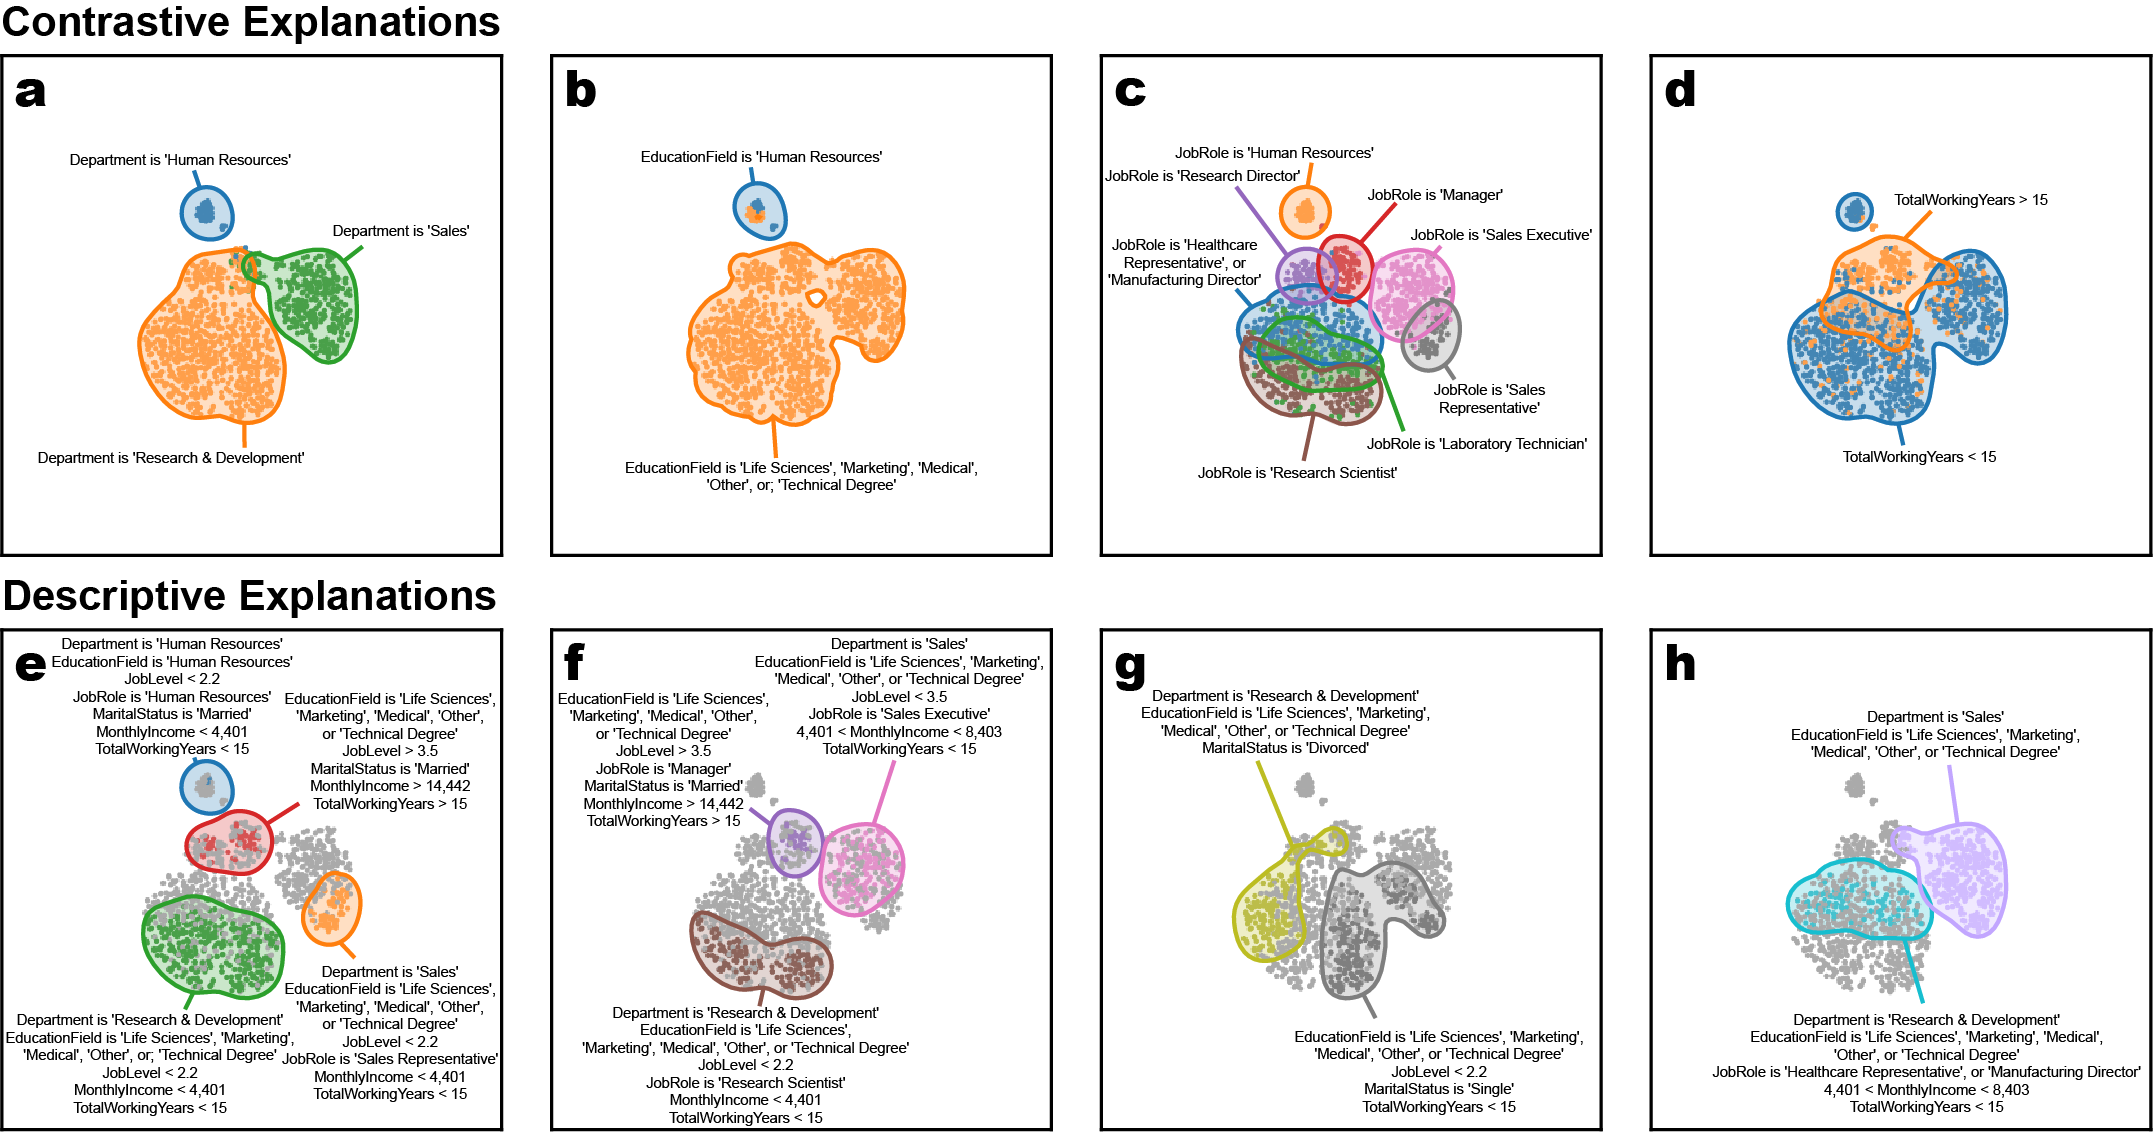 Contrastive Explanations
a
Department is 'Human Resources'
Department is 'Sales'
Department is 'Research & Development'
b
EducationField is 'Human Resources'
EducationField is 'Life Sciences', 'Marketing', 'Medical',
'Other', or; 'Technical Degree'
c
JobRole is 'Human Resources'
JobRole is 'Research Director'
JobRole is 'Manager'
JobRole is 'Sales Executive'
JobRole is 'Healthcare
Representative', or
'Manufacturing Director'
JobRole is 'Sales
Representative'
JobRole is 'Laboratory Technician'
JobRole is 'Research Scientist'
d
TotalWorkingYears > 15
TotalWorkingYears < 15
Descriptive Explanations
e
Department is 'Human Resources'
EducationField is 'Human Resources'
JobLevel < 2.2
JobRole is 'Human Resources'
MaritalStatus is 'Married'
MonthlyIncome < 4,401
TotalWorkingYears < 15
EducationField is 'Life Sciences',
'Marketing', 'Medical', 'Other',
or 'Technical Degree'
JobLevel > 3.5
MaritalStatus is 'Married'
MonthlyIncome > 14,442
TotalWorkingYears > 15
Department is 'Research & Development'
EducationField is 'Life Sciences', 'Marketing',
'Medical', 'Other', or; 'Technical Degree'
JobLevel < 2.2
MonthlyIncome < 4,401
TotalWorkingYears < 15
Department is 'Sales'
EducationField is 'Life Sciences',
'Marketing', 'Medical', 'Other',
or 'Technical Degree'
JobLevel < 2.2
JobRole is 'Sales Representative'
MonthlyIncome < 4,401
TotalWorkingYears < 15
f
EducationField is 'Life Sciences',
'Marketing', 'Medical', 'Other',
or 'Technical Degree'
JobLevel > 3.5
JobRole is 'Manager'
MaritalStatus is 'Married'
MonthlyIncome > 14,442
TotalWorkingYears > 15
Department is 'Sales'
EducationField is 'Life Sciences', 'Marketing',
'Medical', 'Other', or 'Technical Degree'
JobLevel < 3.5
JobRole is 'Sales Executive'
4,401 < MonthlyIncome < 8,403
TotalWorkingYears < 15
Department is 'Research & Development'
EducationField is 'Life Sciences',
'Marketing', 'Medical', 'Other', or 'Technical Degree'
JobLevel < 2.2
JobRole is 'Research Scientist'
MonthlyIncome < 4,401
TotalWorkingYears < 15
g
Department is 'Research & Development'
EducationField is 'Life Sciences', 'Marketing',
'Medical', 'Other', or 'Technical Degree'
MaritalStatus is 'Divorced'
EducationField is 'Life Sciences', 'Marketing',
'Medical', 'Other', or 'Technical Degree'
JobLevel < 2.2
MaritalStatus is 'Single'
TotalWorkingYears < 15
h
Department is 'Sales'
EducationField is 'Life Sciences', 'Marketing',
'Medical', 'Other', or 'Technical Degree'
Department is 'Research & Development'
EducationField is 'Life Sciences', 'Marketing', 'Medical',
'Other', or 'Technical Degree'
JobRole is 'Healthcare Representative', or 'Manufacturing Director'
4,401 < MonthlyIncome < 8,403
TotalWorkingYears < 15